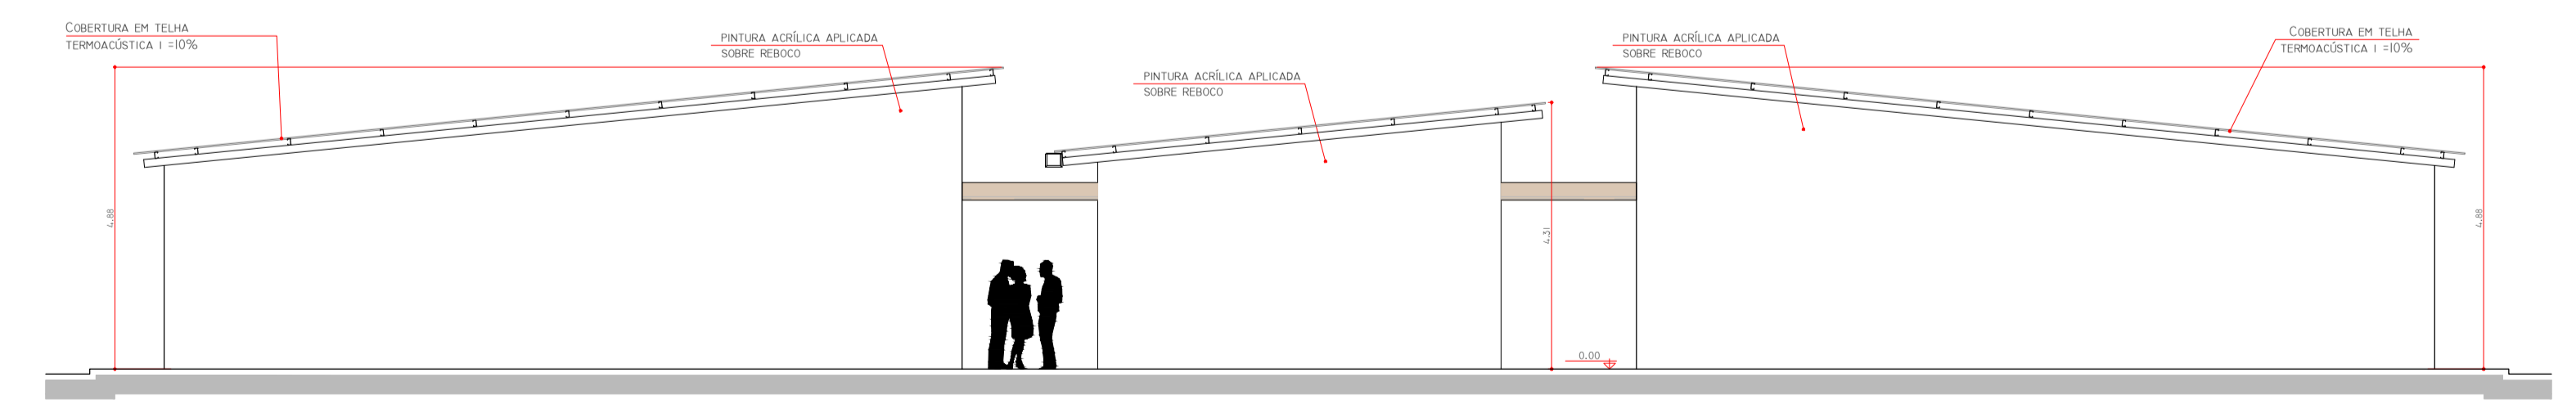 COBERTURA EM TELHA
TERMOACÚSTICA I =10%
PINTURA ACRÍLICA APLICADA
SOBRE REBOCO
PINTURA ACRÍLICA APLICADA
SOBRE REBOCO
PINTURA ACRÍLICA APLICADA
SOBRE REBOCO
COBERTURA EM TELHA
TERMOACÚSTICA I =10%
4.88
4.31
0.00
4.88